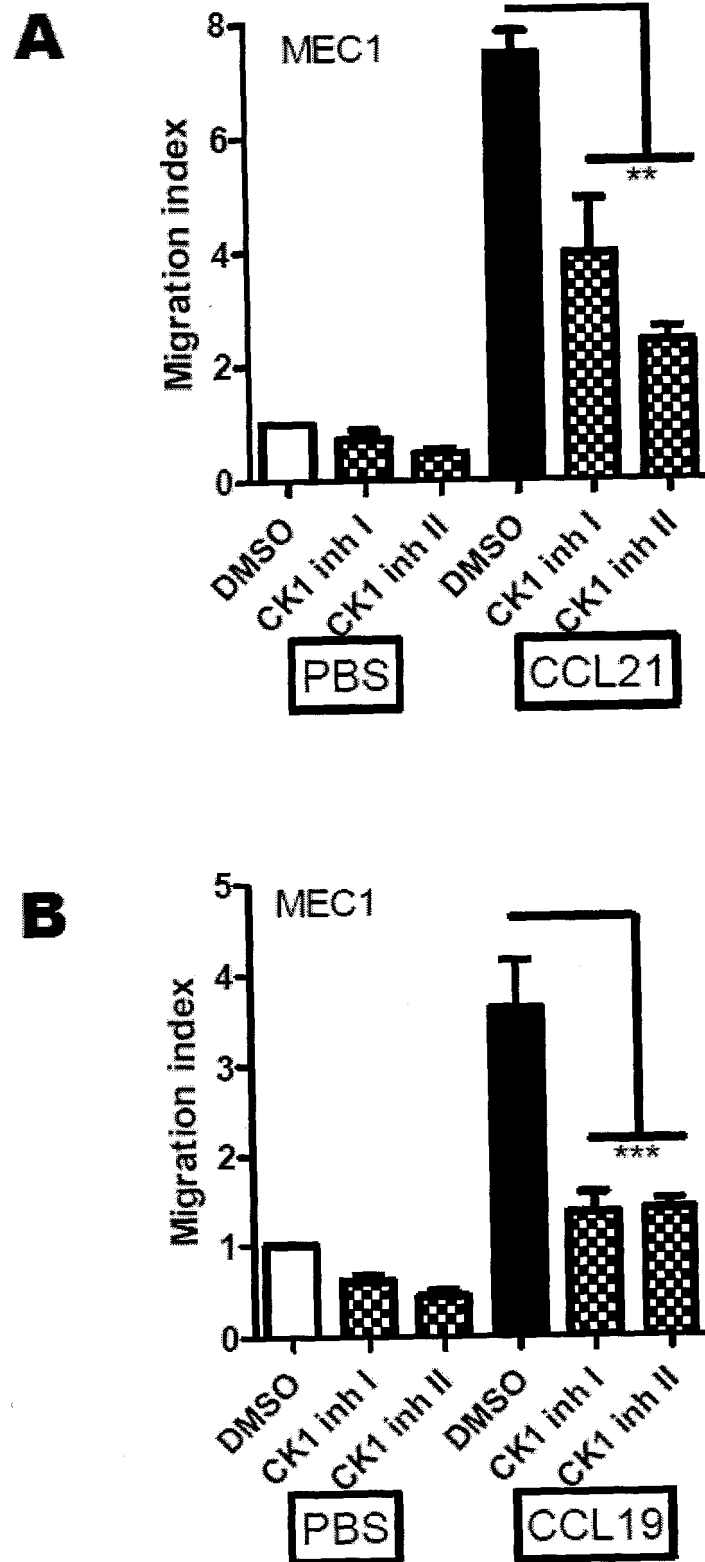 A
MEC1
Migration index
8
6
4
2
0
**
DMSO
CK1 inh I
CK1 inh II
DMSO
CK1 inh I
CK1 inh II
PBS
CCL21
B
MEC1
Migration index
5
4
3
2
1
0
***
DMSO
CK1 inh I
CK1 inh II
DMSO
CK1 inh I
CK1 inh II
PBS
CCL19